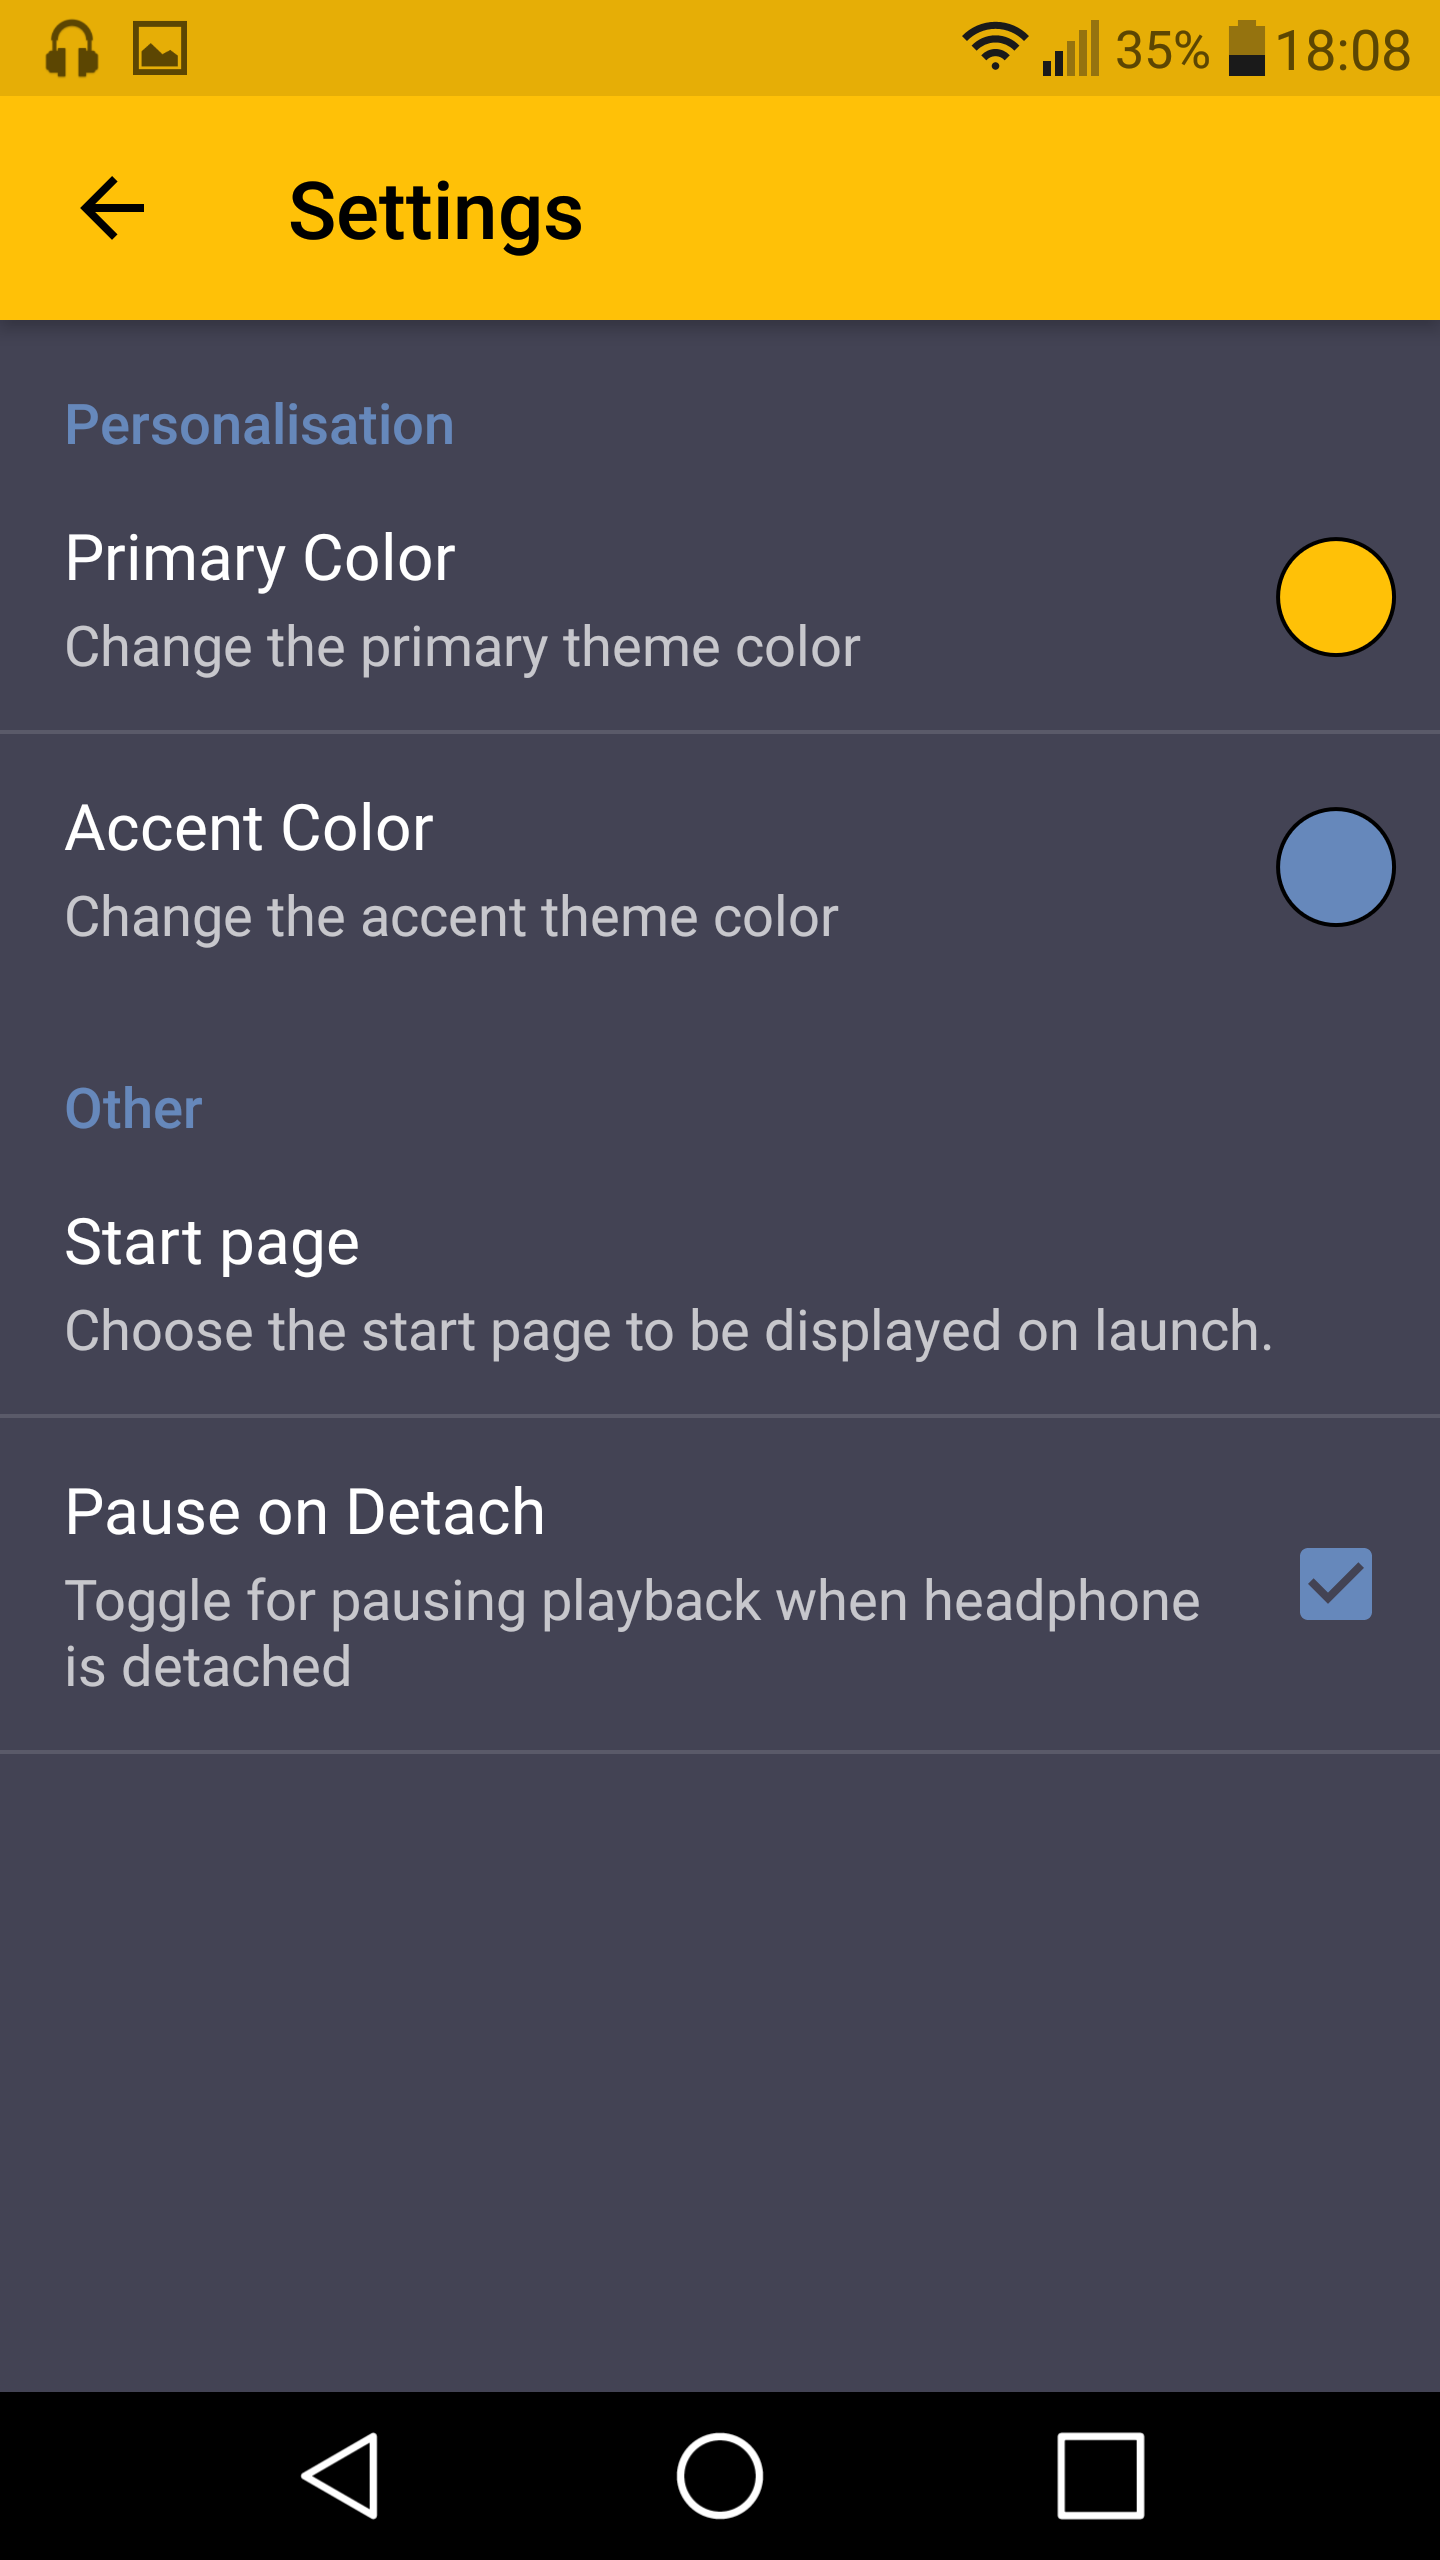 35% 18:08
Settings
Personalisation
Primary Color
Change the primary theme color
Accent Color
Change the accent theme color
Other
Start page
Choose the start page to be displayed on launch.
Pause on Detach
Toggle for pausing playback when headphone
is detached